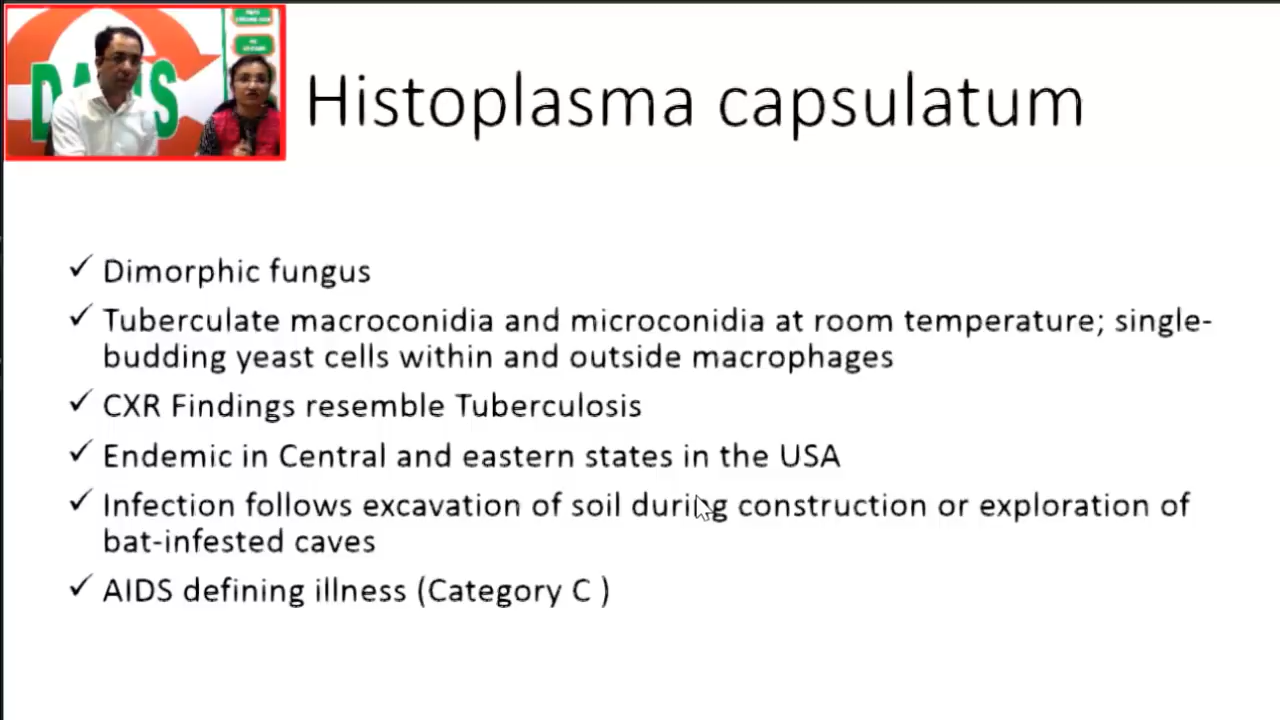 Histoplasma capsulatum
Dimorphic fungus
Tuberculate macroconidia and microconidia at room temperature; single-
budding yeast cells within and outside macrophages
CXR Findings resemble Tuberculosis
Endemic in Central and eastern states in the USA
Infection follows excavation of soil during construction or exploration of
bat-infested caves
AIDS defining illness (Category C )